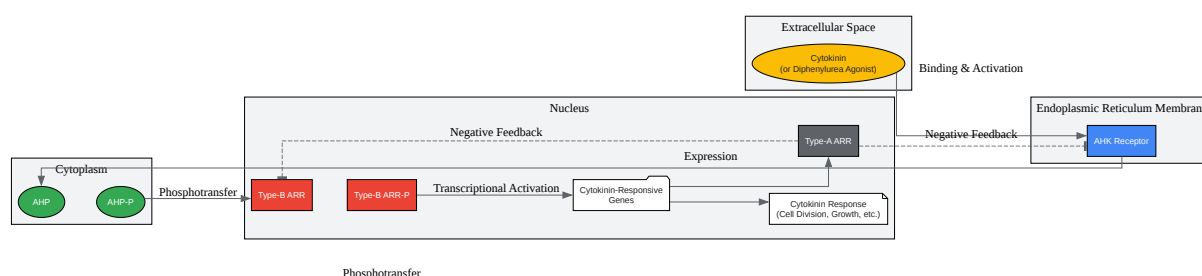 Extracellular Space
Cytokinin
(or Diphenylurea Agonist)
Binding & Activation
Nucleus
Endoplasmic Reticulum Membran
Negative Feedback
Type-A ARR
Negative Feedback
AHK Receptor
Expression
Cytoplasm
AHP
AHP-P
Phosphotransfer
Type-B ARR
Type-B ARR-P
Transcriptional Activation
Cytokinin-Responsive
Genes
Cytokinin Response
(Cell Division, Growth, etc.)
Phosphotransfer